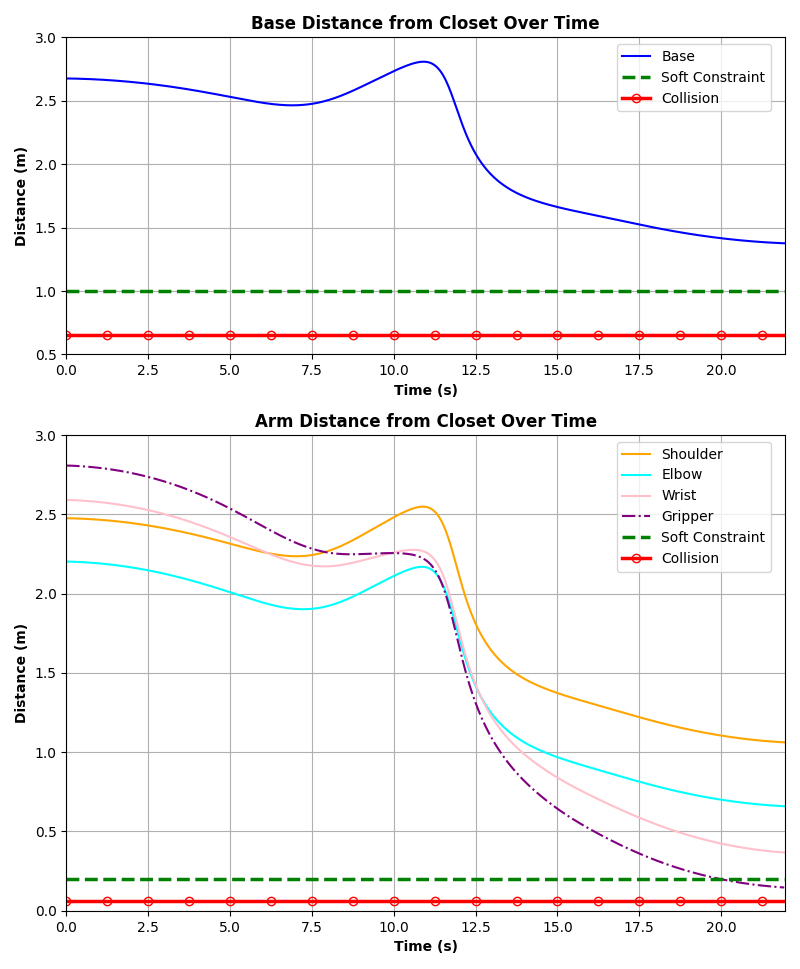 Base Distance from Closet Over Time
3.0
2.5
2.0
1.5
1.0
0.5
Distance (m)
Base
Soft Constraint
Collision
0.0 2.5 5.0 7.5 10.0 12.5 15.0 17.5 20.0
Time (s)
Arm Distance from Closet Over Time
3.0
2.5
2.0
1.5
1.0
0.5
0.0
Distance (m)
Shoulder
Elbow
Wrist
Gripper
Soft Constraint
Collision
0.0 2.5 5.0 7.5 10.0 12.5 15.0 17.5 20.0
Time (s)